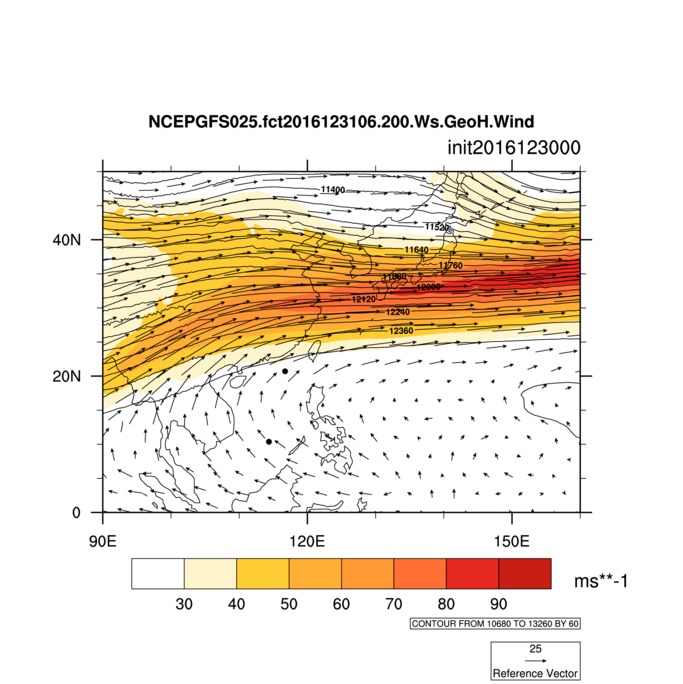 NCEPGFS025.fct2016123106.200.Ws.GeoH.Wind
init2016123000
11400
11520
40N
11640
11760
11880
12000
12120
12240
12360
20N
0
90E 120E 150E
ms**-1
30 40 50 60 70 80 90
CONTOUR FROM 10680 TO 13260 BY 60
25
Reference Vector